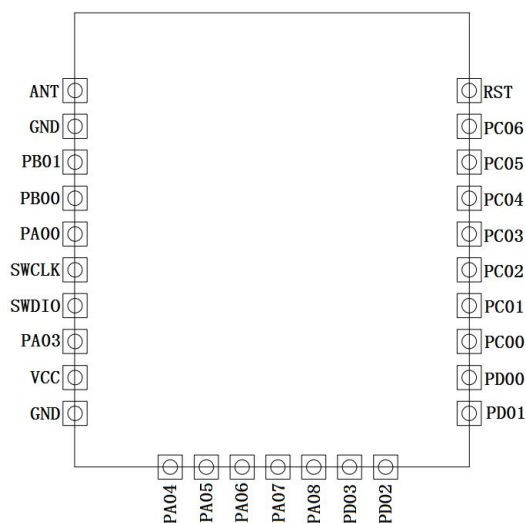 ANT
GND
PB01
PB00
PA00
SWCLK
SWDIO
PA03
VCC
GND
PA04
PA05
PA06
PA07
PA08
PD03
PD02
RST
PC06
PC05
PC04
PC03
PC02
PC01
PC00
PD00
PD01